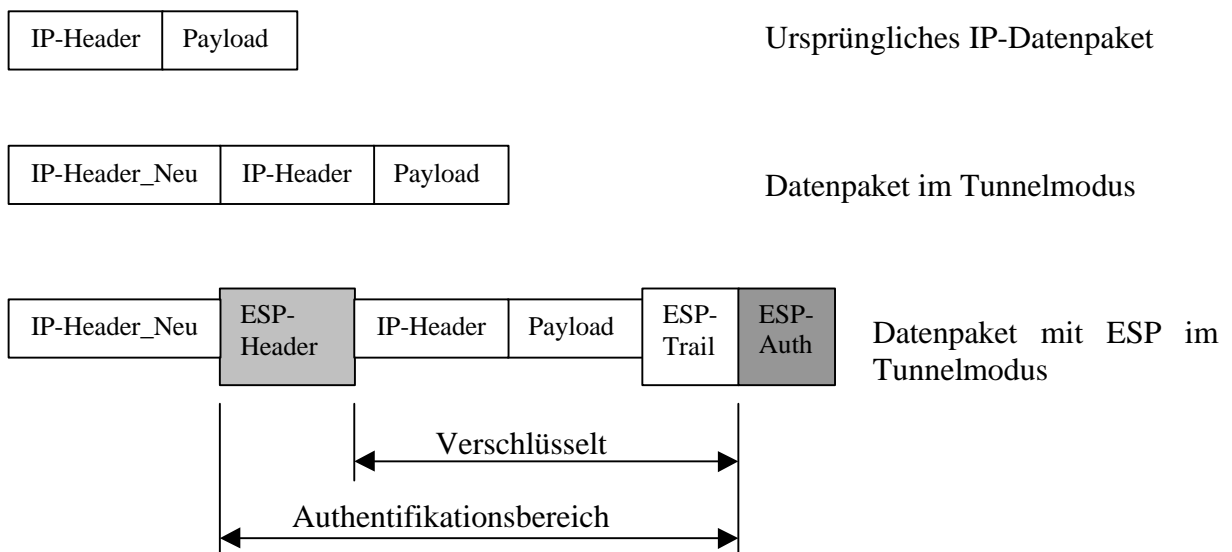 IP-Header Payload Ursprüngliches IP-Datenpaket
IP-Header_Neu IP-Header Payload Datenpaket im Tunnelmodus
IP-Header_Neu
ESP-
Header
IP-Header
Payload
ESP-
Trail
ESP-
Auth
Datenpaket mit ESP im
Tunnelmodus
Verschlüsselt
Authentifikationsbereich